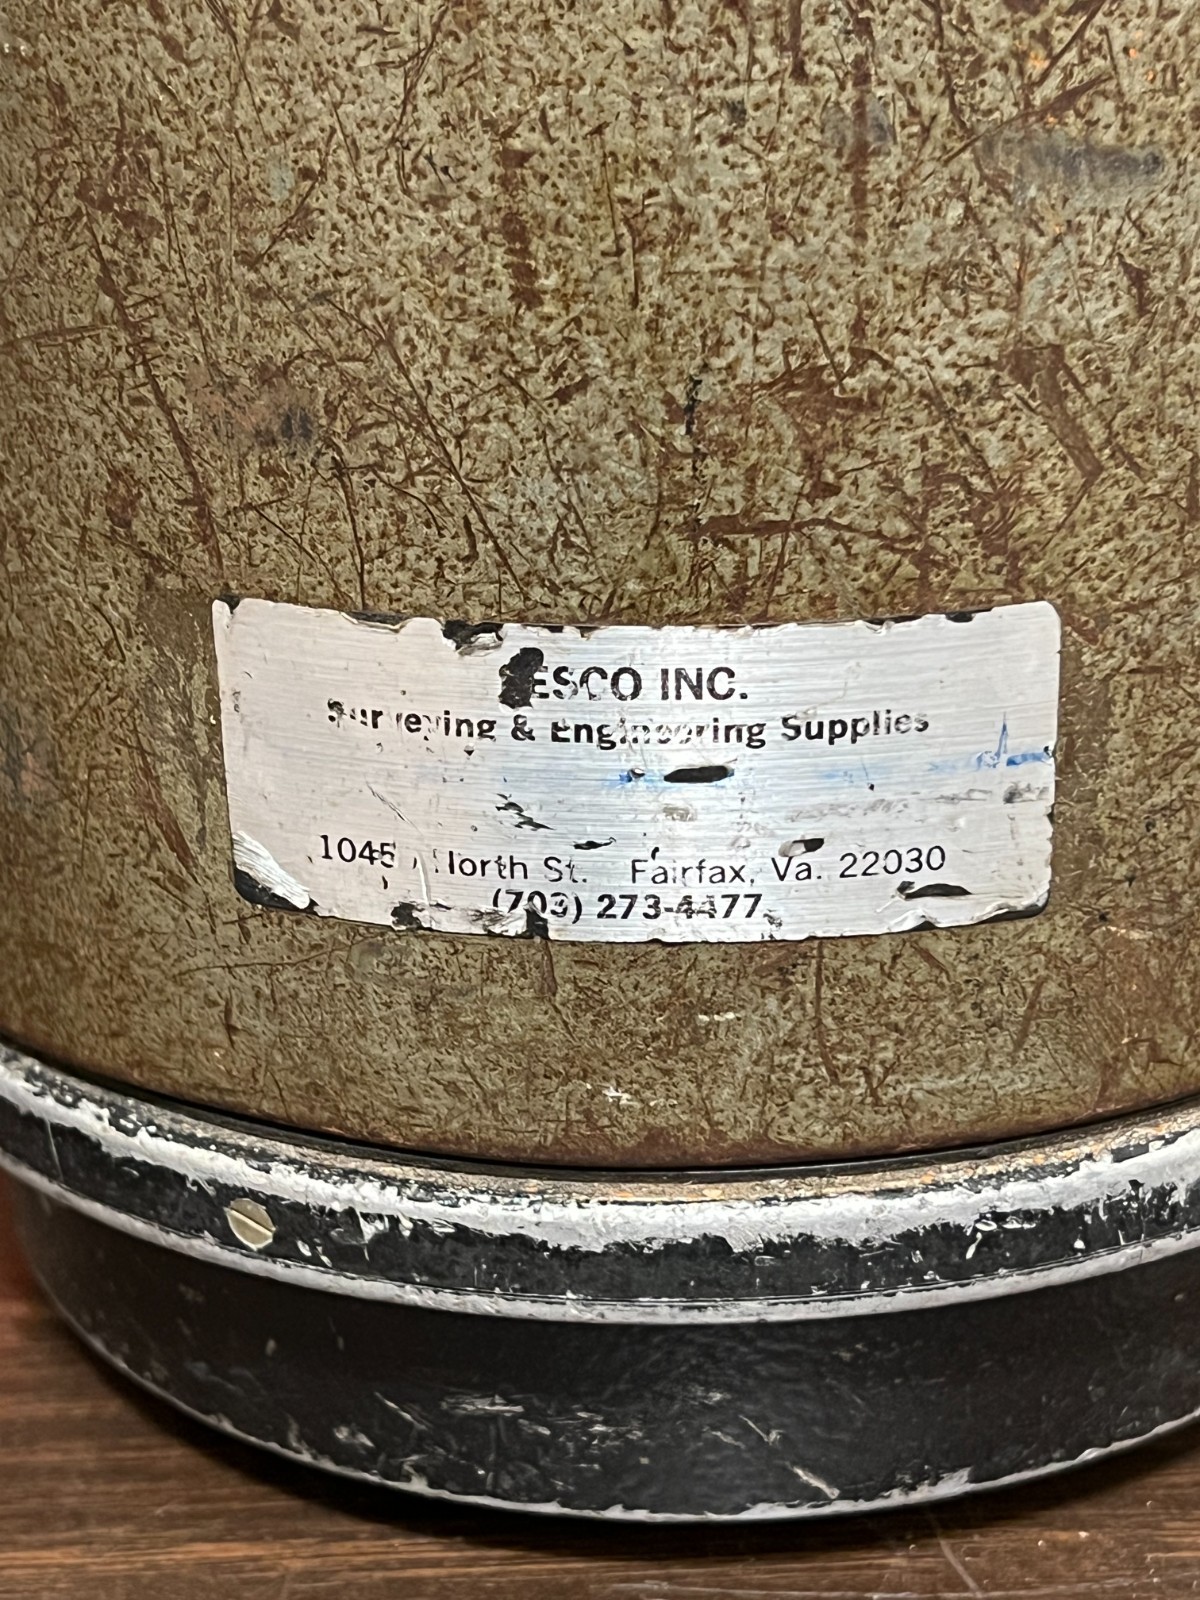 ESCO INC.
Surveying & Engineering Supplies
1045 North St. Fairfax, Va. 22030
(703) 273-4477